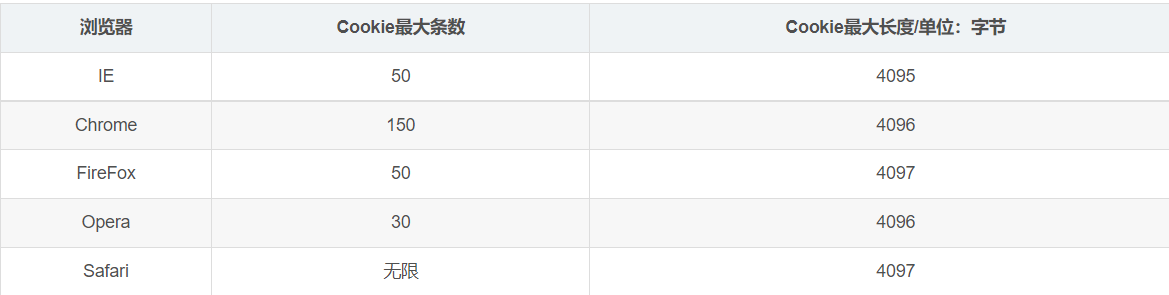 浏览器 Cookie最大条数 Cookie最大长度/单位：字节
IE 50 4095
Chrome 150 4096
FireFox 50 4097
Opera 30 4096
Safari 无限 4097